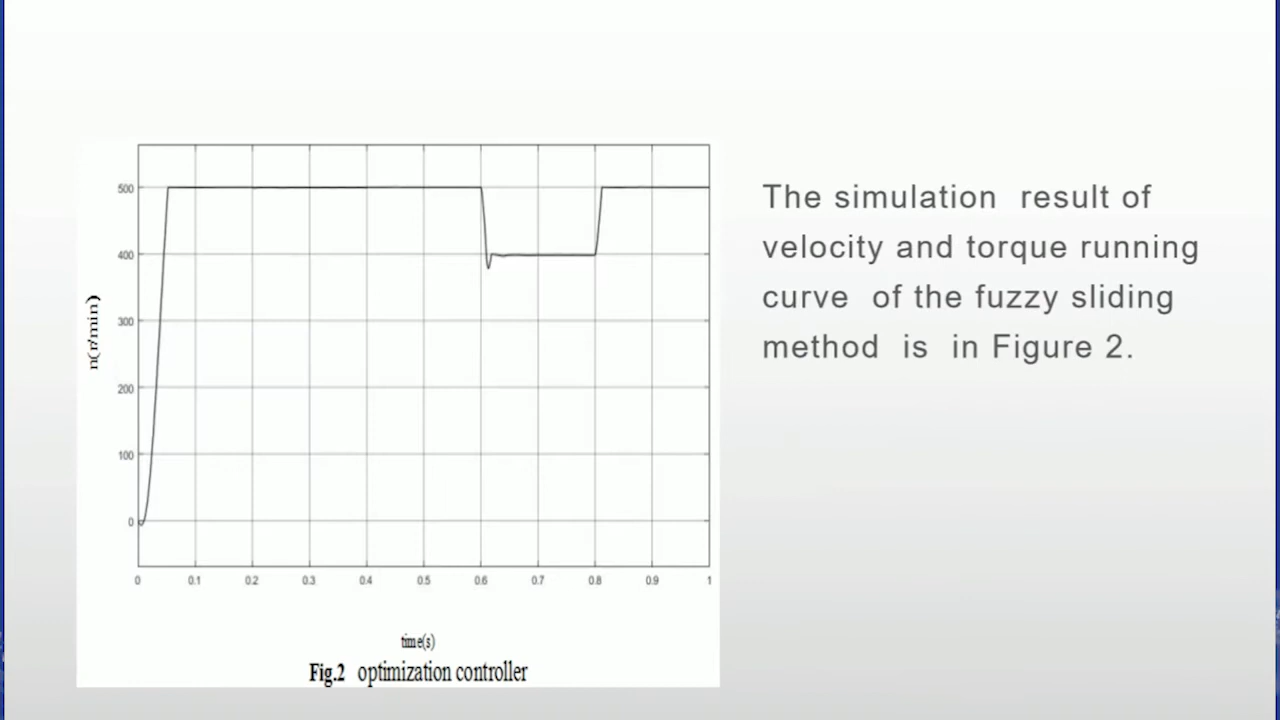 The simulation result of
velocity and torque running
curve of the fuzzy sliding
method is in Figure 2.
n(r/min)
500
400
300
200
100
0
0 0.1 0.2 0.3 0.4 0.5 0.6 0.7 0.8 0.9 1
time(s)
Fig.2 optimization controller